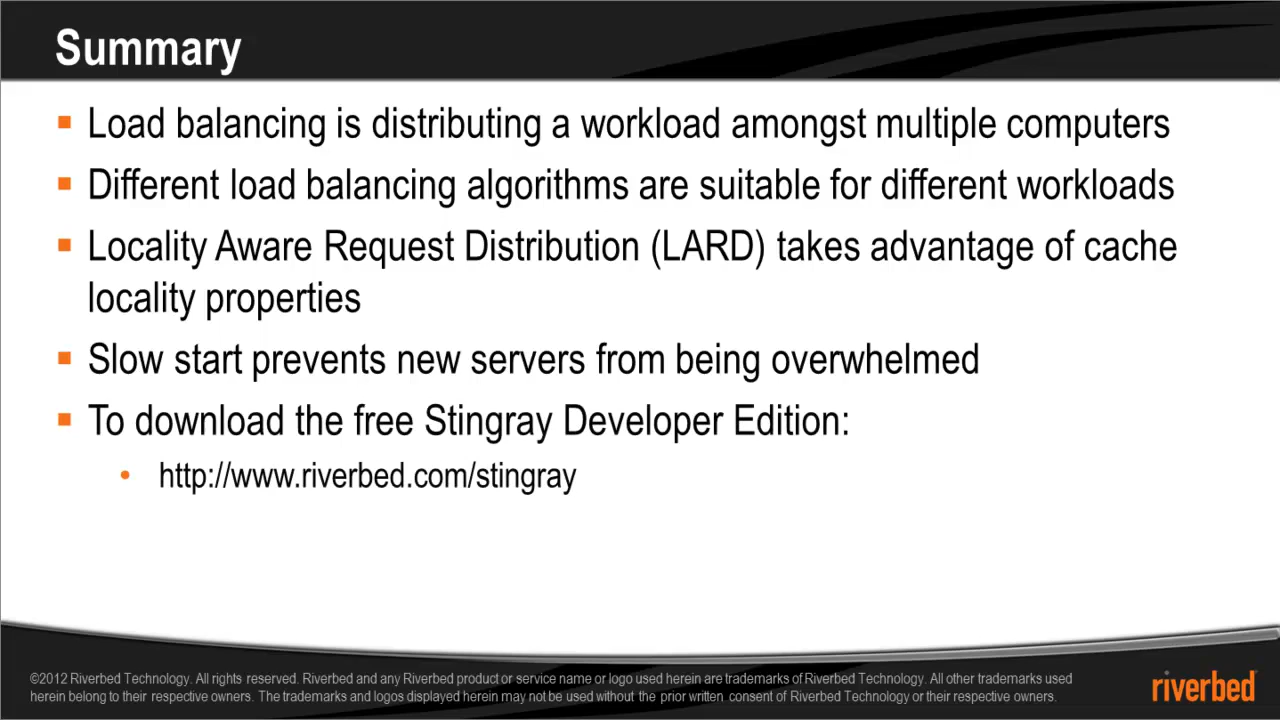 Summary
Load balancing is distributing a workload amongst multiple computers
Different load balancing algorithms are suitable for different workloads
Locality Aware Request Distribution (LARD) takes advantage of cache
locality properties
Slow start prevents new servers from being overwhelmed
To download the free Stingray Developer Edition:
http://www.riverbed.com/stingray
©2012 Riverbed Technology. All rights reserved. Riverbed and any Riverbed product or service name or logo used herein are trademarks of Riverbed Technology. All other trademarks used
herein belong to their respective owners. The trademarks and logos displayed herein may not be used without the prior written consent of Riverbed Technology or their respective owners.
riverbed